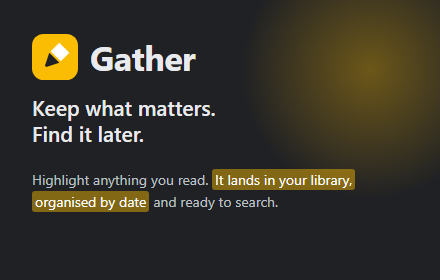 Gather
Keep what matters.
Find it later.
Highlight anything you read. It lands in your library,
organised by date and ready to search.